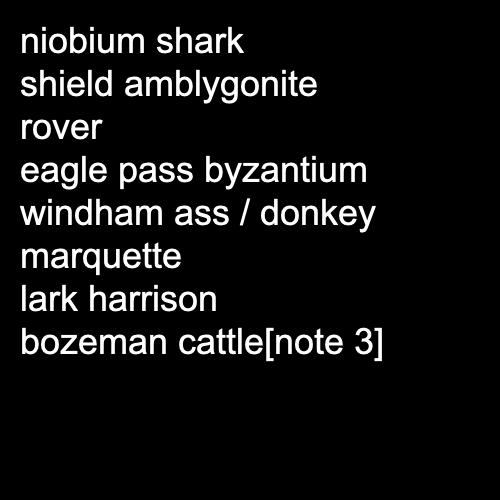 niobium shark
shield amblygonite
rover
eagle pass byzantium
windham ass / donkey
marquette
lark harrison
bozeman cattle[note 3]